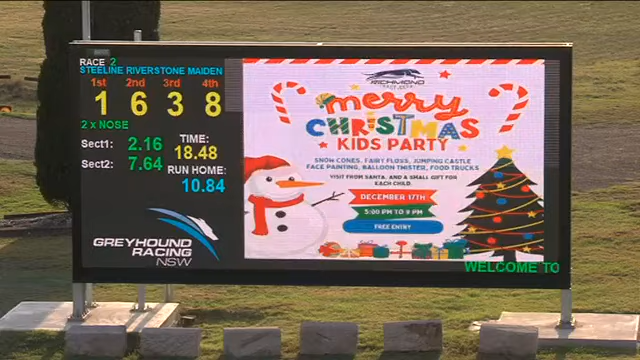 RACE 2
STEELINE RIVERSTONE MAIDEN
1st 2nd 3rd 4th
1 6 3 8
2 x NOSE
Sect1: 2.16
Sect2: 7.64
TIME:
18.48
RUN HOME:
10.84
GREYHOUND
RACING
NSW
RICHMOND
merry
CHRISTMAS
KIDS PARTY
SNOW CONES, FAIRY FLOSS, JUMPING CASTLE
FACE PAINTING, BALLOON TWISTER, FOOD TRUCKS
VISIT FROM SANTA, AND A SMALL GIFT FOR
EACH CHILD.
DECEMBER 17TH
5:00 PM TO 9 PM
FREE ENTRY
WELCOME TO